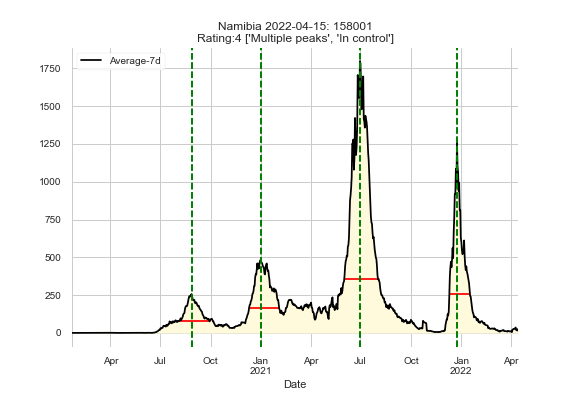 Namibia 2022-04-15: 158001
Rating:4 ['Multiple peaks', 'In control']
Average-7d
1750
1500
1250
1000
750
500
250
0
Apr Jul Oct Jan Apr Jul Oct Jan Apr
2021 2022
Date